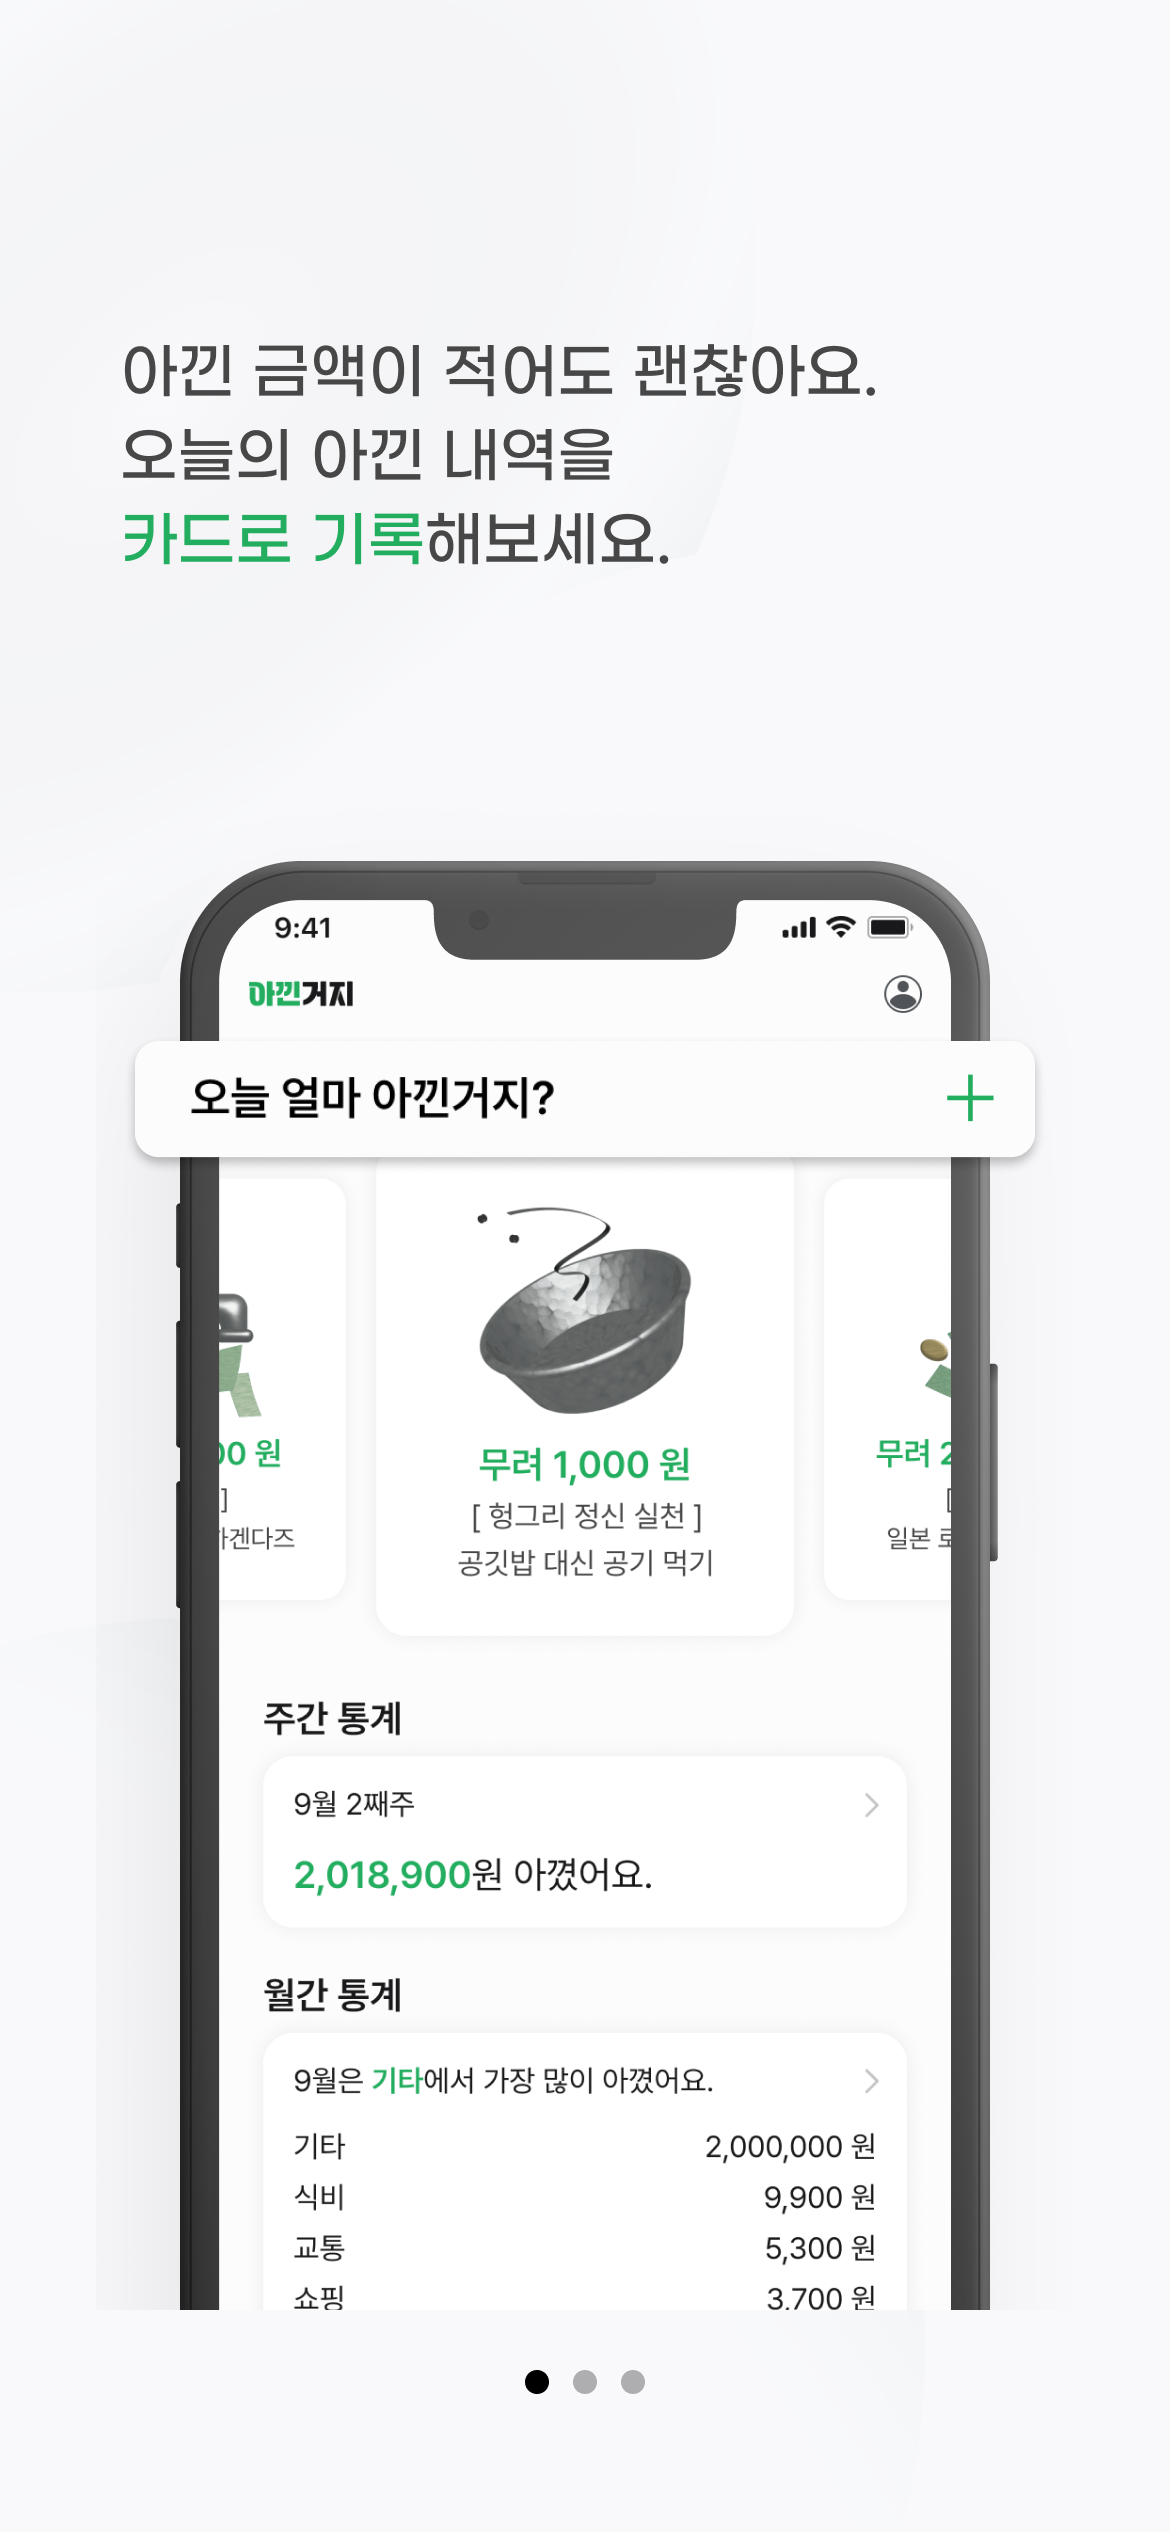 아낀 금액이 적어도 괜찮아요.
오늘의 아낀 내역을
카드로 기록해보세요.
9:41
아낀거지
오늘 얼마 아낀거지?
00 원
]
겐다즈
무려 1,000 원
[ 헝그리 정신 실천 ]
공깃밥 대신 공기 먹기
무려 2
[
일본
주간 통계
9월 2째주
2,018,900원 아꼈어요.
월간 통계
9월은 기타에서 가장 많이 아꼈어요.
기타 2,000,000 원
식비 9,900 원
교통 5,300 원
쇼핑 3,700 원